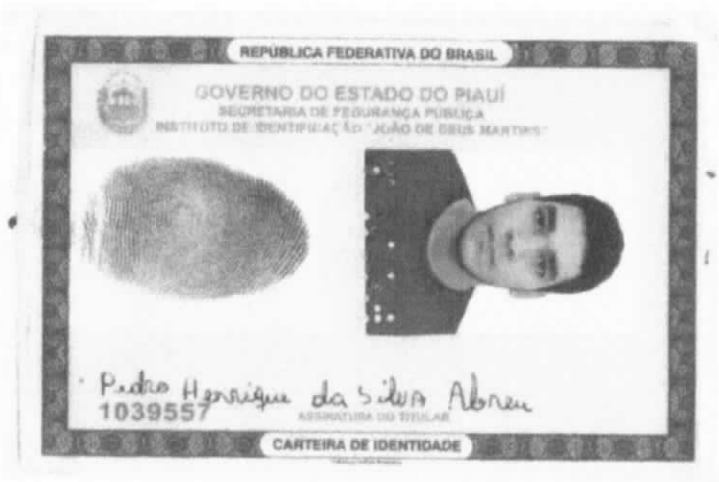 REPÚBLICA FEDERATIVA DO BRASIL
GOVERNO DO ESTADO DO PIAUÍ
SECRETARIA DE SEGURANÇA PÚBLICA
INSTITUTO DE IDENTIFICAÇÃO "JOÃO DE DEUS MARTINS"
Pedro Henrique da Silva Abreu
1039557
ASSINATURA DO TITULAR
CARTEIRA DE IDENTIDADE